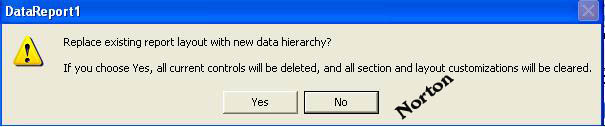 DataReport1
Replace existing report layout with new data hierarchy?
If you choose Yes, all current controls will be deleted, and all section and layout customizations will be cleared.
Yes
No
Norton